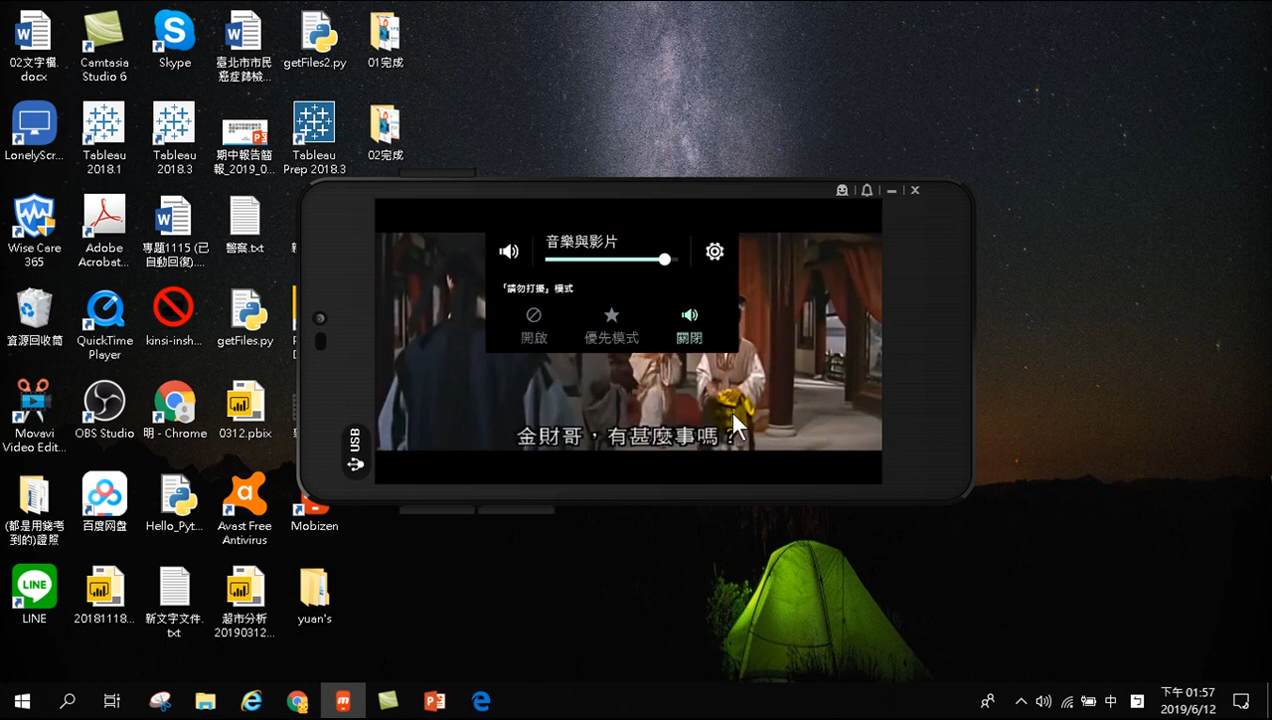 02文字檔.
docx
Camtasia
Studio 6
Skype
臺北市市民
癌症篩檢...
getFiles2.py
01完成
LonelyScr...
Tableau
2018.1
Tableau
2018.3
期中報告簡
報_2019_0...
Tableau
Prep 2018.3
02完成
Wise Care
365
Adobe
Acrobat...
專題1115 (已
自動回復)....
警察.txt
資源回收筒
QuickTime
Player
kinsi-insh...
getFiles.py
Movavi
Video Edit...
OBS Studio
明 - Chrome
0312.pbix
(都是用錢考
到的)證照
百度网盘
Hello_Pyt...
Avast Free
Antivirus
Mobizen
LINE
LINE
20181118...
新文字文件.
txt
超市分析
20190312...
yuan's
USB
音樂與影片
「請勿打擾」模式
開啟
優先模式
關閉
金財哥，有甚麼事嗎？
中
下午 01:57
2019/6/12